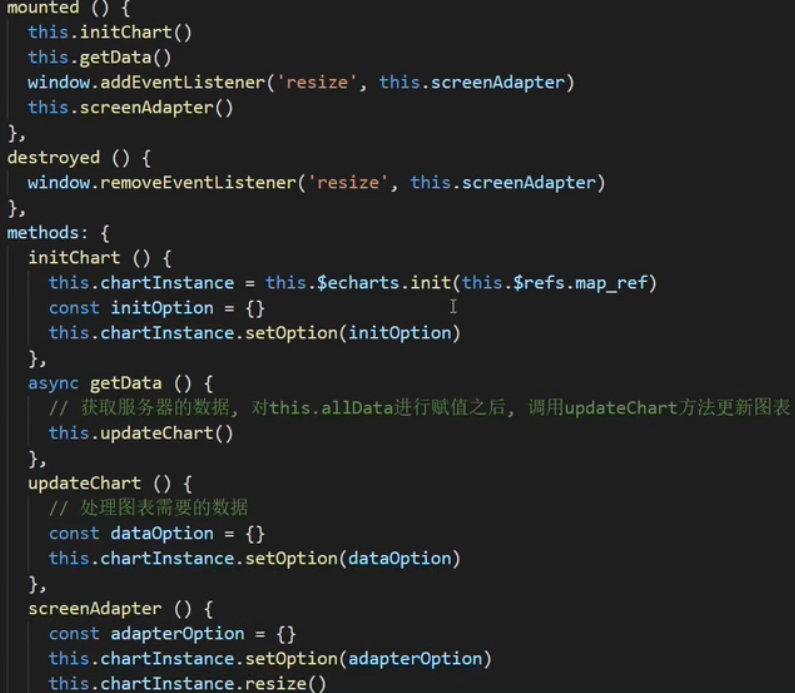 mounted () {
this.initChart()
this.getData()
window.addEventListener('resize', this.screenAdapter)
this.screenAdapter()
},
destroyed () {
window.removeEventListener('resize', this.screenAdapter)
},
methods: {
initChart () {
this.chartInstance = this.$echarts.init(this.$refs.map_ref)
const initOption = {}
this.chartInstance.setOption(initOption)
},
async getData () {
// 获取服务器的数据, 对this.allData进行赋值之后, 调用updateChart方法更新图表
this.updateChart()
},
updateChart () {
// 处理图表需要的数据
const dataOption = {}
this.chartInstance.setOption(dataOption)
},
screenAdapter () {
const adapterOption = {}
this.chartInstance.setOption(adapterOption)
this.chartInstance.resize()